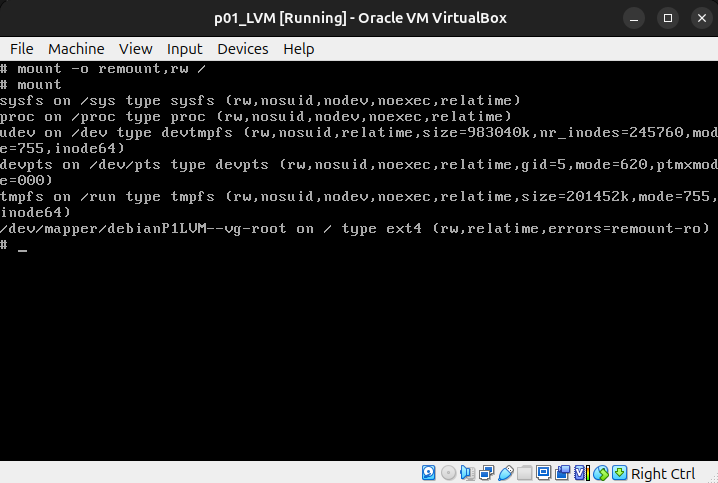 p01_LVM [Running] - Oracle VM VirtualBox
File Machine View Input Devices Help
# mount -o remount,rw /
# mount
sysfs on /sys type sysfs (rw,nosuid,nodev,noexec,relatime)
proc on /proc type proc (rw,nosuid,nodev,noexec,relatime)
udev on /dev type devtmpfs (rw,nosuid,relatime,size=983040k,nr_inodes=245760,mod
e=755,inode64)
devpts on /dev/pts type devpts (rw,nosuid,noexec,relatime,gid=5,mode=620,ptmxmod
e=000)
tmpfs on /run type tmpfs (rw,nosuid,nodev,noexec,relatime,size=201452k,mode=755,
inode64)
/dev/mapper/debianP1LVM--vg-root on / type ext4 (rw,relatime,errors=remount-ro)
# _
Right Ctrl